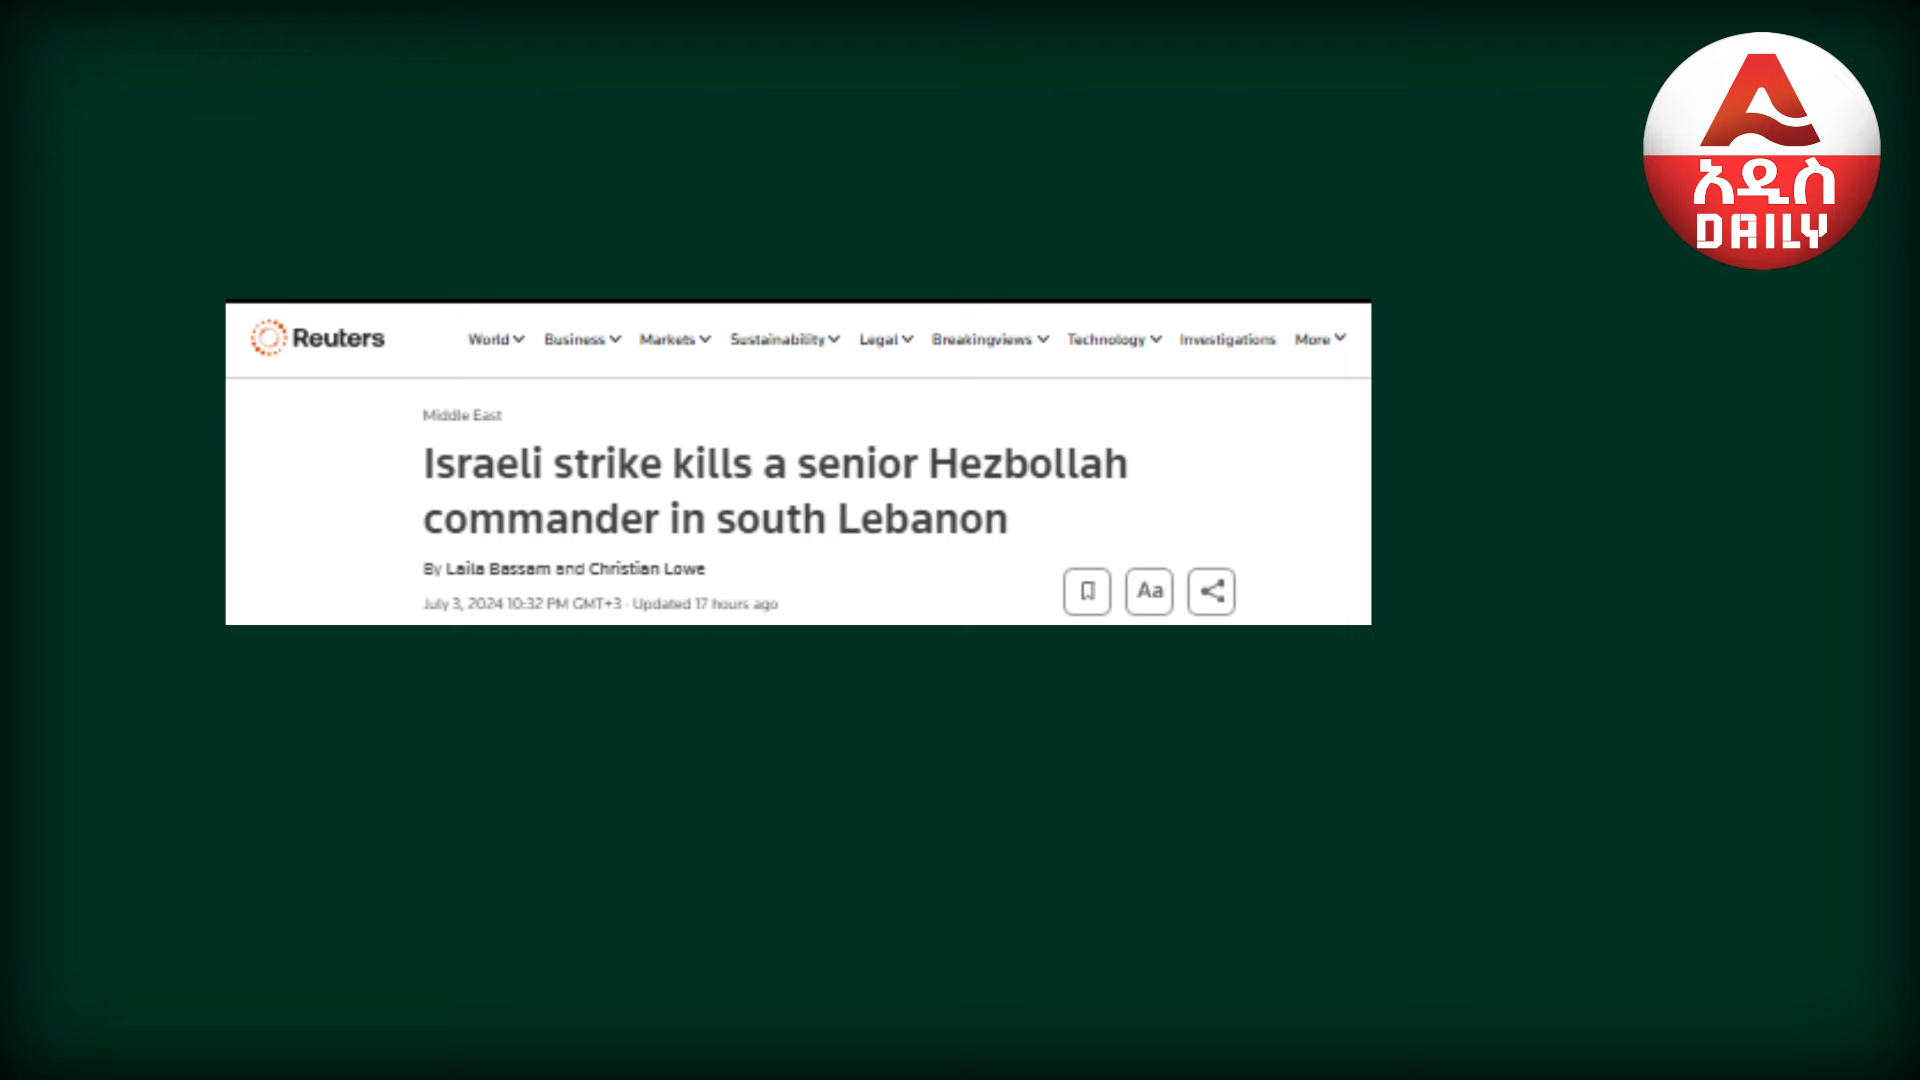 አዲስ
DAILY
Reuters
World Business Markets Sustainability Legal Breakingviews Technology Investigations More
Middle East
Israeli strike kills a senior Hezbollah
commander in south Lebanon
By Laila Bassam and Christian Lowe
July 3, 2024 10:32 PM GMT+3 · Updated 17 hours ago
Aa